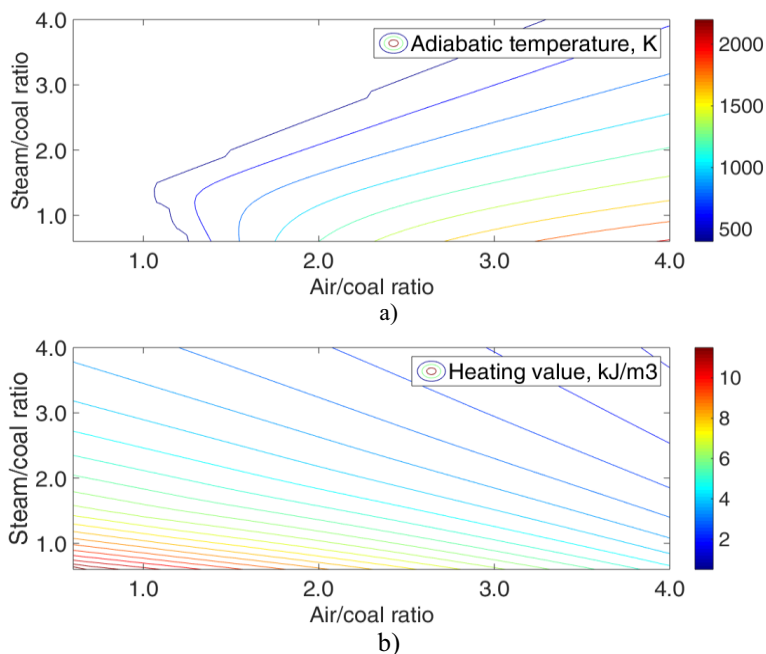 4.0
3.0
2.0
1.0
Steam/coal ratio
Adiabatic temperature, K
2000
1500
1000
500
1.0 2.0 3.0 4.0
Air/coal ratio
a)
4.0
3.0
2.0
1.0
Steam/coal ratio
Heating value, kJ/m3
10
8
6
4
2
1.0 2.0 3.0 4.0
Air/coal ratio
b)